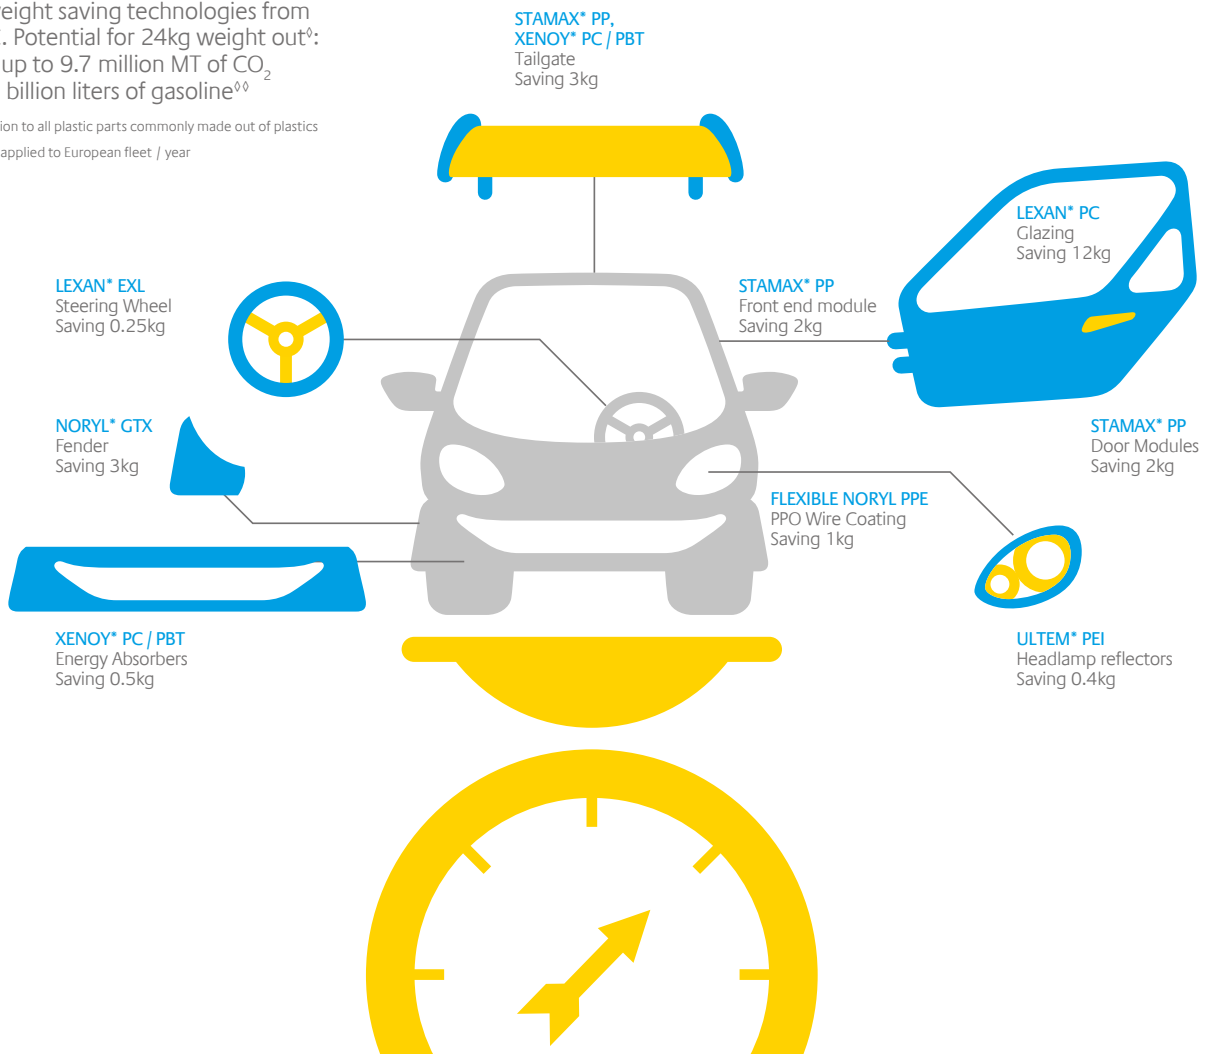 weight saving technologies from
. Potential for 24kg weight out◊:
up to 9.7 million MT of CO₂
billion liters of gasoline◊◊
to all plastic parts commonly made out of plastics
applied to European fleet / year
STAMAX* PP,
XENOY* PC / PBT
Tailgate
Saving 3kg
LEXAN* PC
Glazing
Saving 12kg
LEXAN* EXL
Steering Wheel
Saving 0.25kg
STAMAX* PP
Front end module
Saving 2kg
NORYL* GTX
Fender
Saving 3kg
STAMAX* PP
Door Modules
Saving 2kg
FLEXIBLE NORYL PPE
PPO Wire Coating
Saving 1kg
XENOY* PC / PBT
Energy Absorbers
Saving 0.5kg
ULTEM* PEI
Headlamp reflectors
Saving 0.4kg